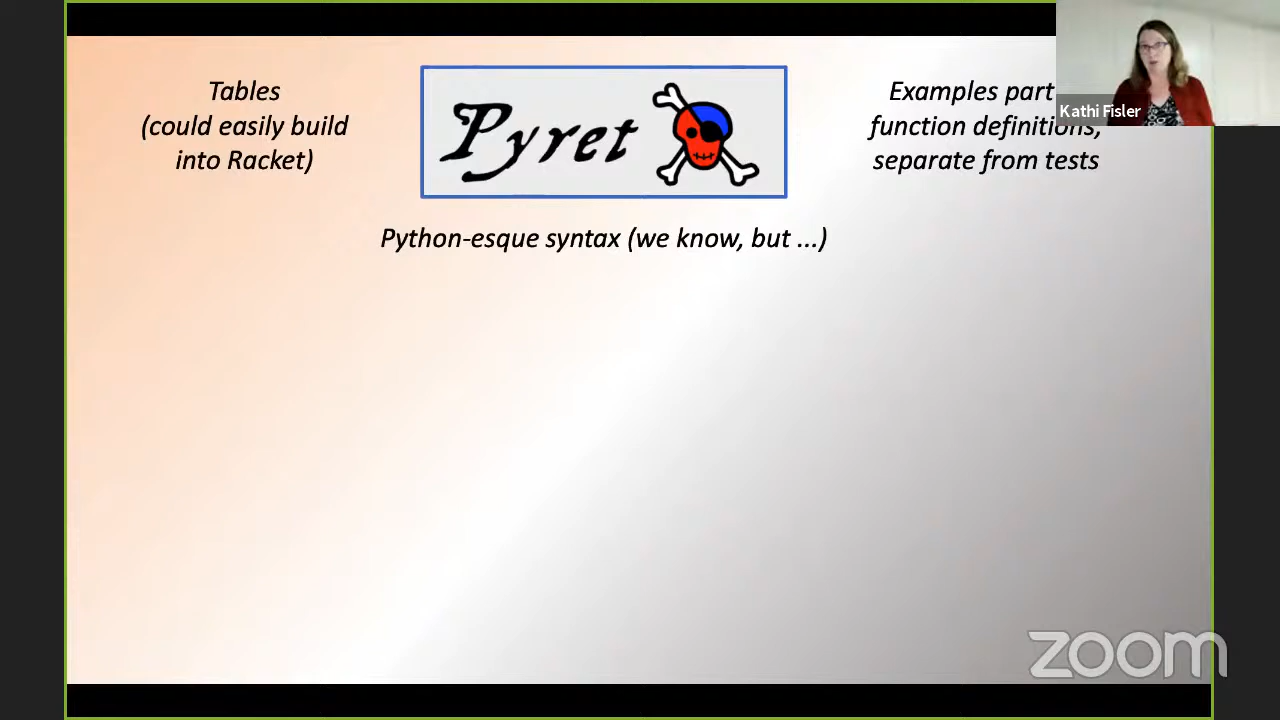 Tables
(could easily build
into Racket)
Pyret
Examples part
function definitions,
separate from tests
Python-esque syntax (we know, but ...)
Kathi Fisler
zoom